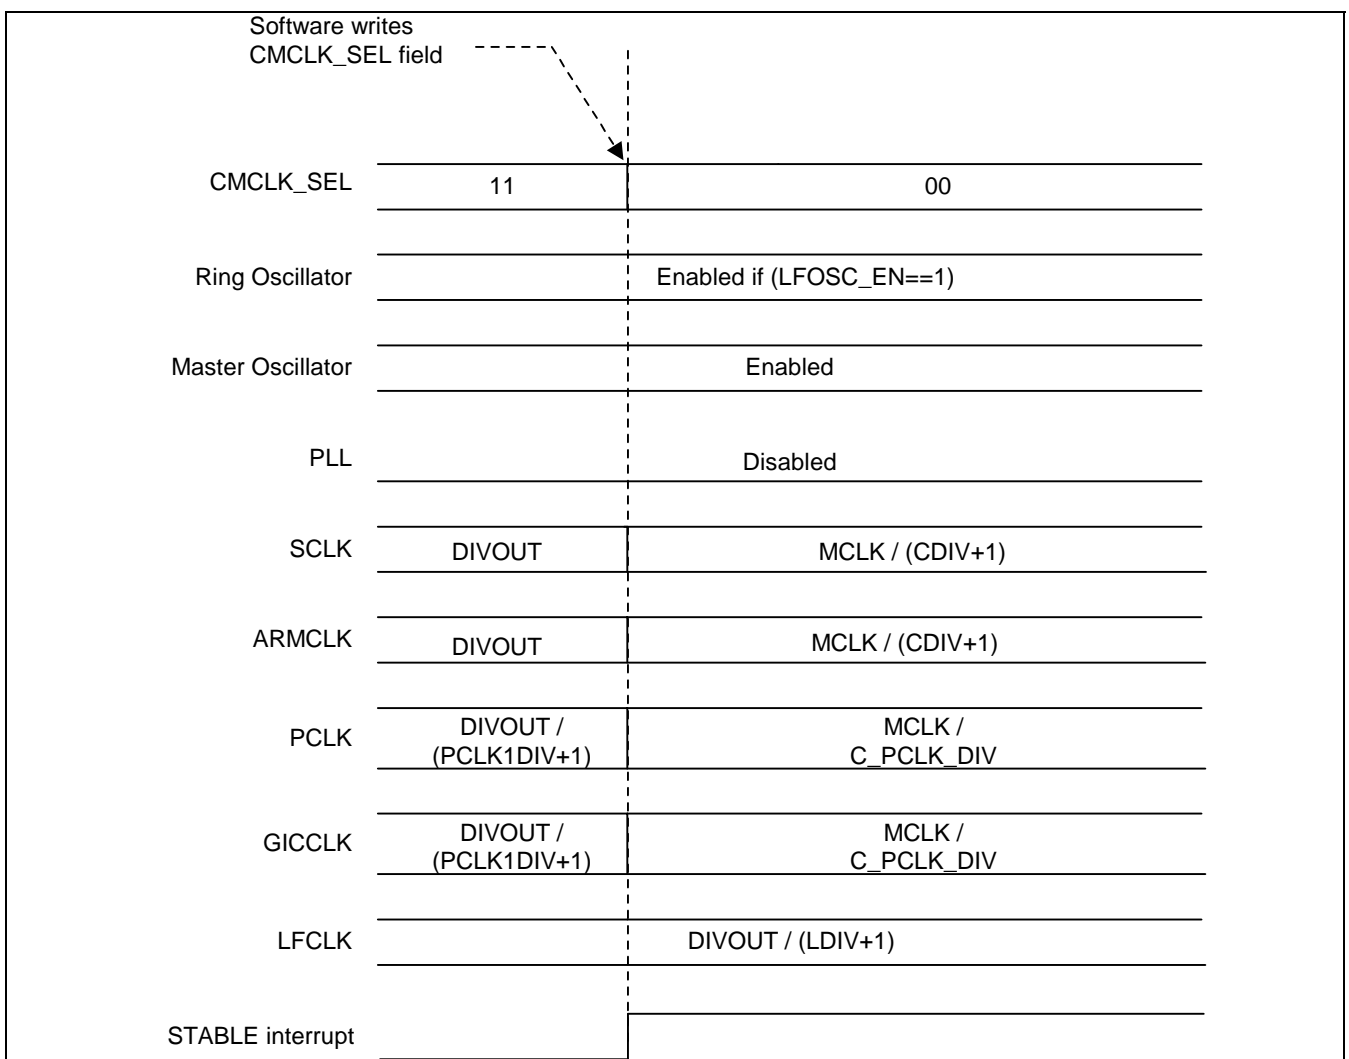 Software writes
CMCLK_SEL field
CMCLK_SEL
11
00
Ring Oscillator
Enabled if (LFOSC_EN==1)
Master Oscillator
Enabled
PLL
Disabled
SCLK
DIVOUT
MCLK / (CDIV+1)
ARMCLK
DIVOUT
MCLK / (CDIV+1)
PCLK
DIVOUT /
(PCLK1DIV+1)
MCLK /
C_PCLK_DIV
GICCLK
DIVOUT /
(PCLK1DIV+1)
MCLK /
C_PCLK_DIV
LFCLK
DIVOUT / (LDIV+1)
STABLE interrupt